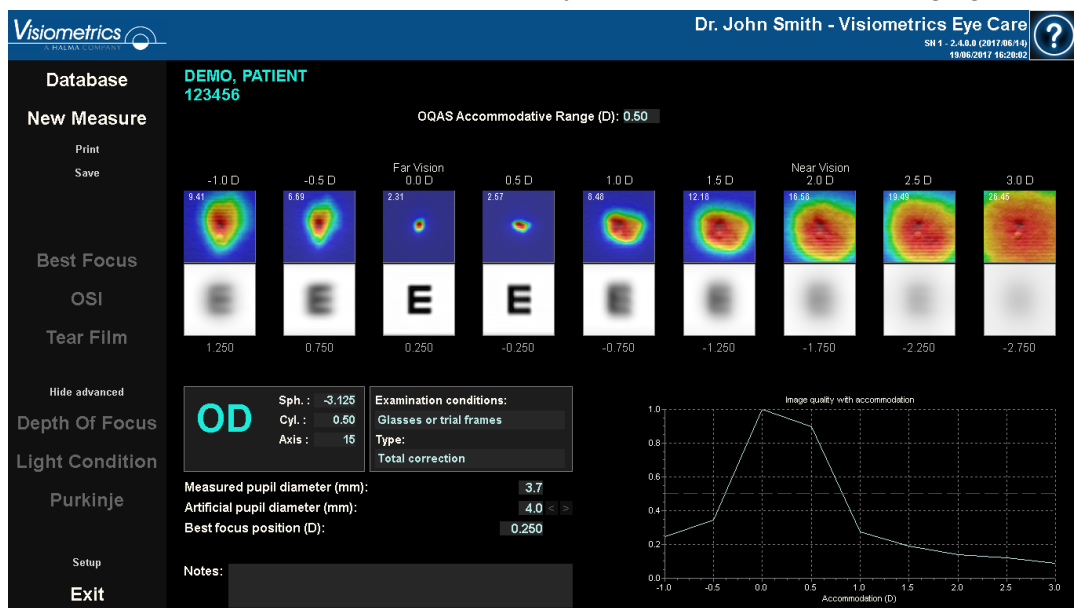 Visiometrics
A HALMA COMPANY
Dr. John Smith - Visiometrics Eye Care
SN 1 - 2.4.0.0 (2017/06/14)
19/06/2017 16:20:02
?
Database
New Measure
Print
Save
Best Focus
OSI
Tear Film
Hide advanced
Depth Of Focus
Light Condition
Purkinje
Setup
Exit
DEMO, PATIENT
123456
OQAS Accommodative Range (D): 0.50
Far Vision
Near Vision
-1.0 D -0.5 D 0.0 D 0.5 D 1.0 D 1.5 D 2.0 D 2.5 D 3.0 D
9.41 6.69 2.31 2.57 8.48 12.18 16.56 19.49 26.45
E E E E E E
1.250 0.750 0.250 -0.250 -0.750 -1.250 -1.750 -2.250 -2.750
OD
Sph. : -3.125
Cyl. : 0.50
Axis : 15
Examination conditions:
Glasses or trial frames
Type:
Total correction
Measured pupil diameter (mm): 3.7
Artificial pupil diameter (mm): 4.0 < >
Best focus position (D): 0.250
Notes:
Image quality with accommodation
1.0
0.8
0.6
0.4
0.2
0.0
-1.0 -0.5 0.0 0.5 1.0 1.5 2.0 2.5 3.0
Accommodation (D)